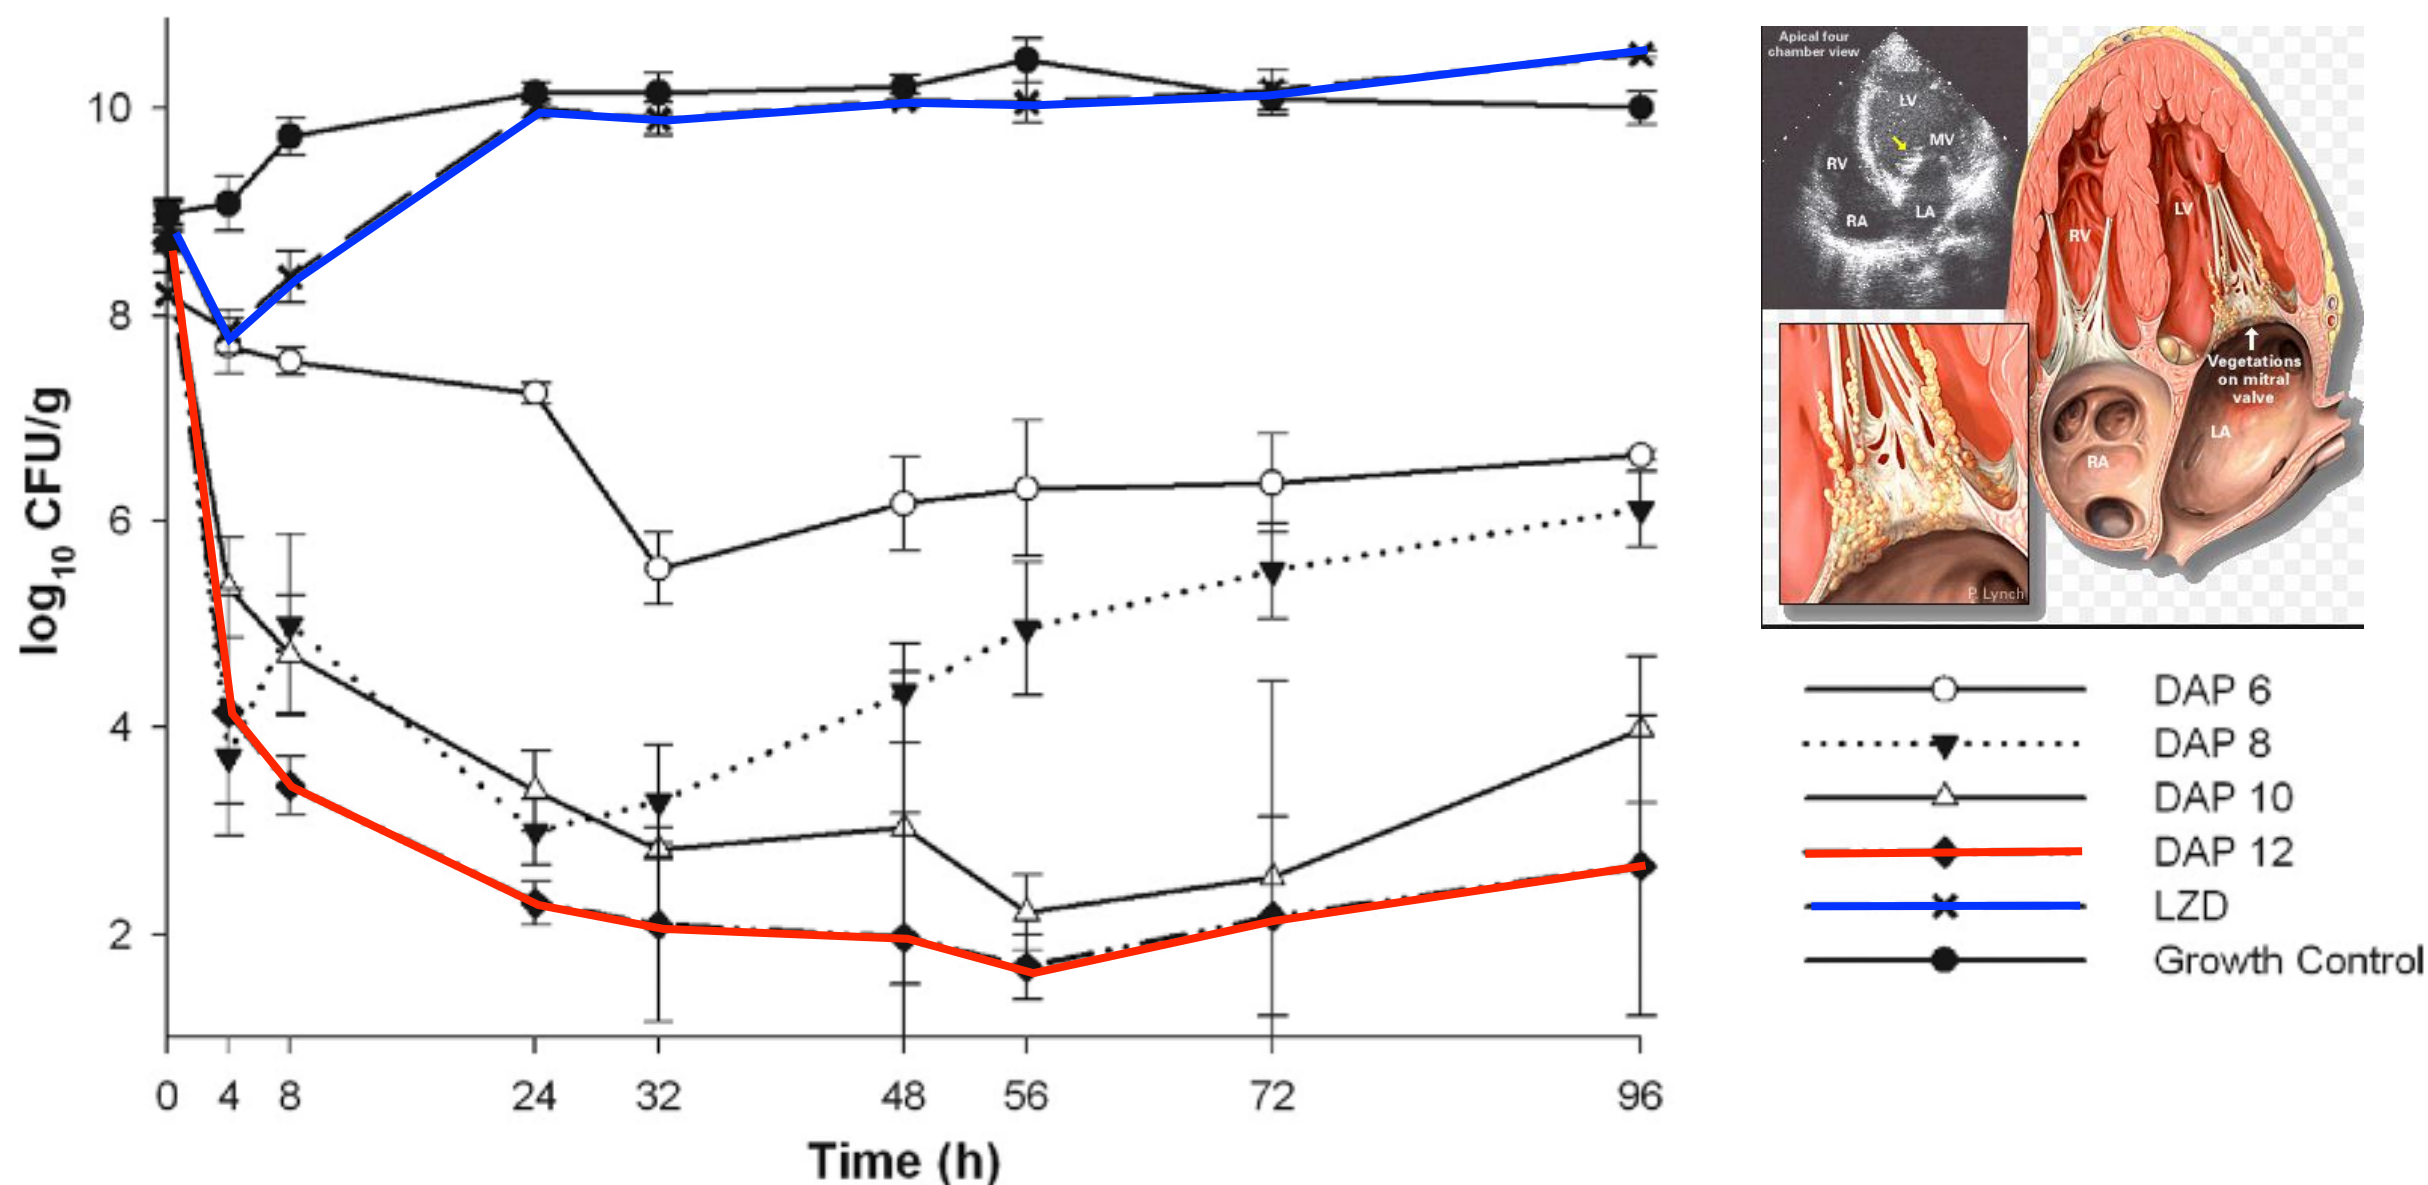 log10 CFU/g
10
8
6
4
2
0 4 8 24 32 48 56 72 96
Time (h)
Apical four
chamber view
LV
MV
RV
LA
RA
LV
RV
Vegetations
on mitral
valve
LA
RA
P. Lynch
DAP 6
DAP 8
DAP 10
DAP 12
LZD
Growth Control